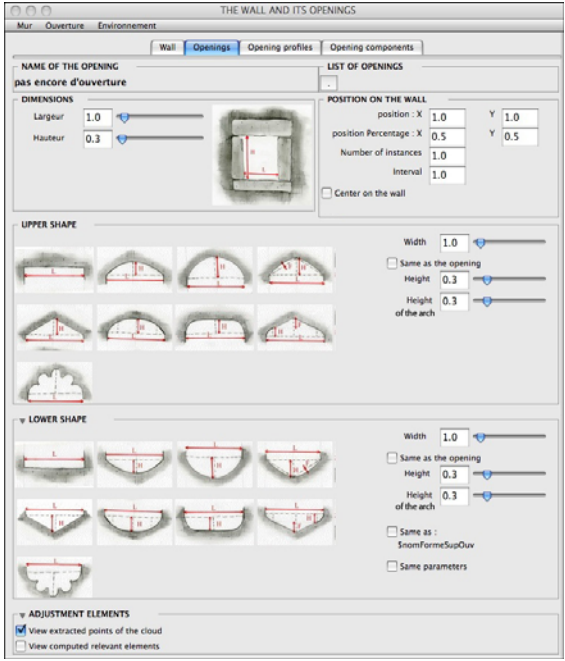 THE WALL AND ITS OPENINGS
Mur Ouverture Environnement
Wall Openings Opening profiles Opening components
NAME OF THE OPENING
pas encore d'ouverture
LIST OF OPENINGS
.
DIMENSIONS
Largeur 1.0
Hauteur 0.3
H
L
POSITION ON THE WALL
position : X 1.0 Y 1.0
position Percentage : X 0.5 Y 0.5
Number of instances 1.0
Interval 1.0
Center on the wall
UPPER SHAPE
L
L H
L H
L H
L H
L H
L H
L H
L
Width 1.0
Same as the opening
Height 0.3
Height 0.3
of the arch
LOWER SHAPE
L
L H
L H
L H
L H
L H
L H
L
L
Width 1.0
Same as the opening
Height 0.3
Height 0.3
of the arch
Same as :
$nomFormeSupOuv
Same parameters
ADJUSTMENT ELEMENTS
View extracted points of the cloud
View computed relevant elements